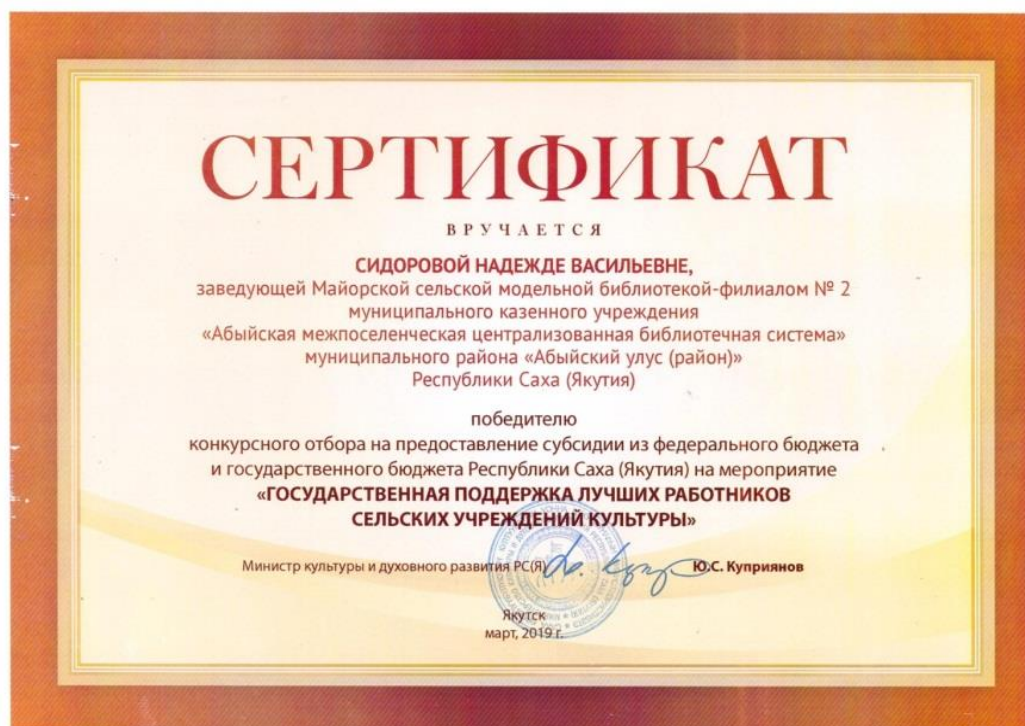 СЕРТИФИКАТ
ВРУЧАЕТСЯ
СИДОРОВОЙ НАДЕЖДЕ ВАСИЛЬЕВНЕ,
заведующей Майорской сельской модельной библиотекой-филиалом № 2
муниципального казенного учреждения
«Абыйская межпоселенческая централизованная библиотечная система»
муниципального района «Абыйский улус (район)»
Республики Саха (Якутия)
победителю
конкурсного отбора на предоставление субсидии из федерального бюджета
и государственного бюджета Республики Саха (Якутия) на мероприятие
«ГОСУДАРСТВЕННАЯ ПОДДЕРЖКА ЛУЧШИХ РАБОТНИКОВ
СЕЛЬСКИХ УЧРЕЖДЕНИЙ КУЛЬТУРЫ»
Министр культуры и духовного развития РС(Я) Ю.С. Куприянов
Якутск
март, 2019 г.